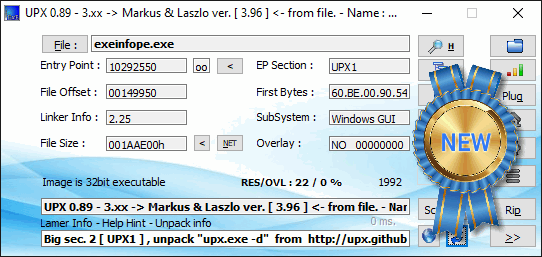 UPX 0.89 - 3.xx -> Markus & Laszlo ver. [ 3.96 ] <- from file. - Name : ...
File : exeinfope.exe H
Entry Point : 10292550 oo < EP Section : UPX1
File Offset : 00149950 First Bytes : 60.BE.00.90.54 Plug
Linker Info : 2.25 SubSystem : Windows GUI
File Size : 001AAE00h < NET Overlay : NO 00000000
NEW
Image is 32bit executable RES/OVL : 22 / 0 % 1992
UPX 0.89 - 3.xx -> Markus & Laszlo ver. [ 3.96 ] <- from file. - Nar Sc Rip
Lamer Info - Help Hint - Unpack info 0 ms.
Big sec. 2 [ UPX1 ] , unpack "upx.exe -d" from http://upx.github >>